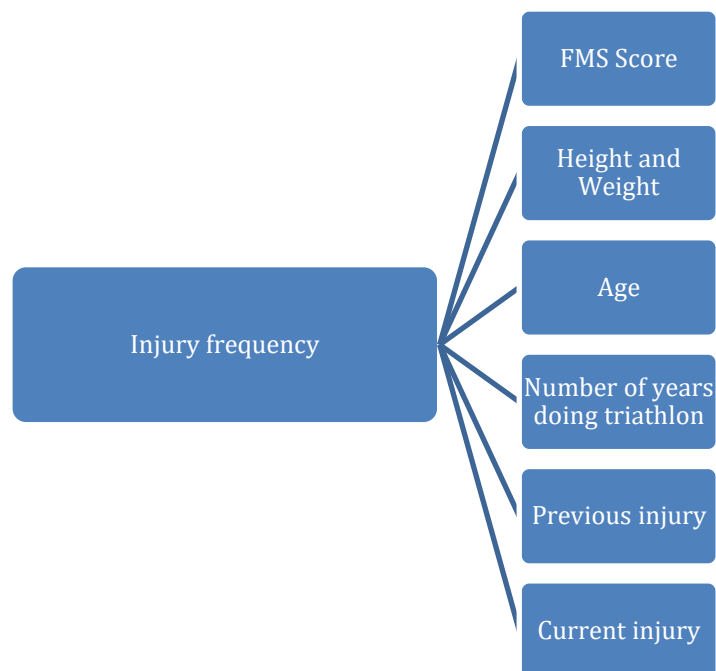 FMS Score
Height and
Weight
Age
Injury frequency
Number of years
doing triathlon
Previous injury
Current injury